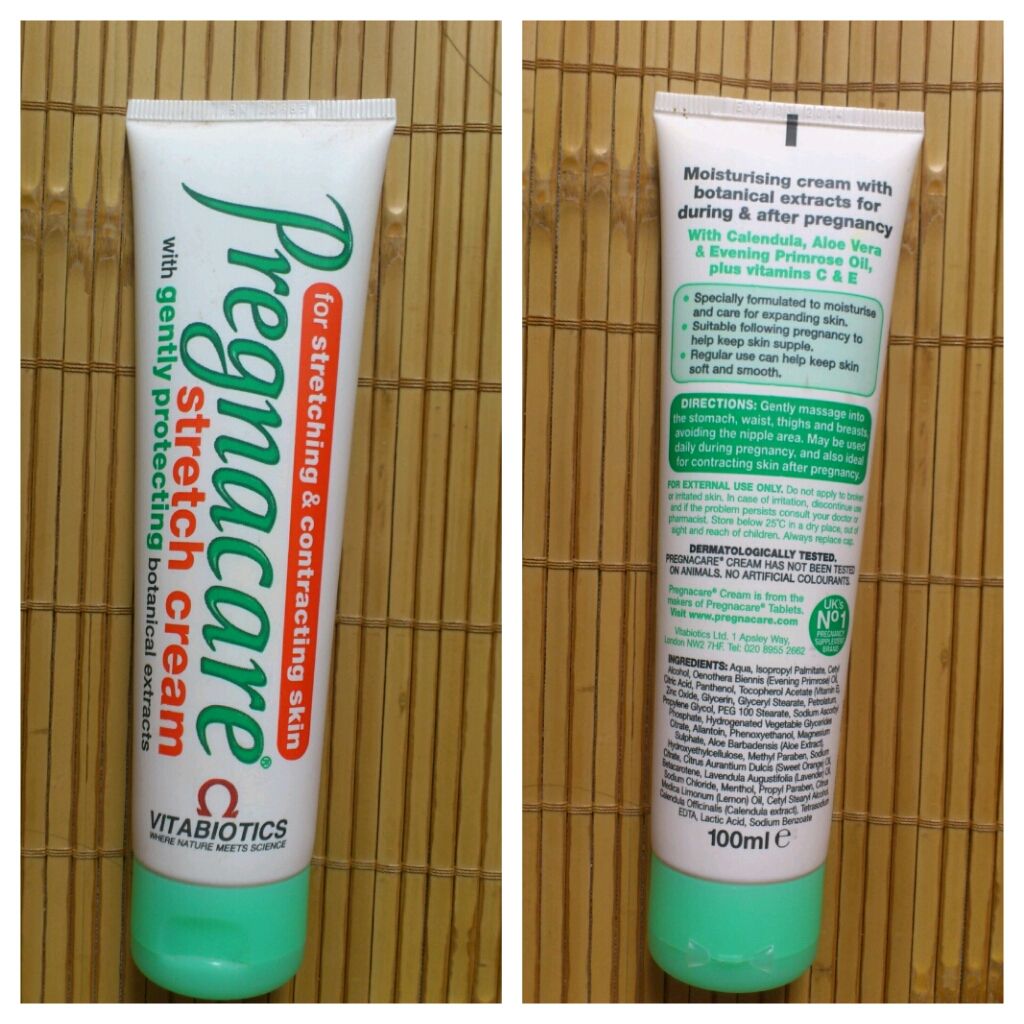 Pregnacare®
for stretching & contracting skin
stretch cream
with gently protecting botanical extracts
VITABIOTICS
WHERE NATURE MEETS SCIENCE
Moisturising cream with
botanical extracts for
during & after pregnancy
With Calendula, Aloe Vera
& Evening Primrose Oil,
plus vitamins C & E
• Specially formulated to moisturise
and care for expanding skin.
• Suitable following pregnancy to
help keep skin supple.
• Regular use can help keep skin
soft and smooth.
DIRECTIONS: Gently massage into
the stomach, waist, thighs and breasts,
avoiding the nipple area. May be used
daily during pregnancy, and also ideal
for contracting skin after pregnancy.
FOR EXTERNAL USE ONLY. Do not apply to broken
or irritated skin. In case of irritation, discontinue use
and if the problem persists consult your doctor or
pharmacist. Store below 25°C in a dry place, out of
sight and reach of children. Always replace cap.
DERMATOLOGICALLY TESTED.
PREGNACARE® CREAM HAS NOT BEEN TESTED
ON ANIMALS. NO ARTIFICIAL COLOURANTS.
Pregnacare® Cream is from the
makers of Pregnacare® Tablets.
Visit www.pregnacare.com
UK's
Nº1
PREGNANCY
SUPPLEMENT
BRAND
Vitabiotics Ltd. 1 Apsley Way,
London NW2 7HF. Tel: 020 8955 2662
INGREDIENTS: Aqua, Isopropyl Palmitate, Cetyl
Alcohol, Oenothera Biennis (Evening Primrose) Oil,
Citric Acid, Panthenol, Tocopherol Acetate (Vitamin E),
Zinc Oxide, Glycerin, Glyceryl Stearate, Petrolatum,
Propylene Glycol, PEG 100 Stearate, Sodium Ascorbyl
Phosphate, Hydrogenated Vegetable Glycerides
Citrate, Allantoin, Phenoxyethanol, Magnesium
Sulphate, Aloe Barbadensis (Aloe Extract),
Hydroxyethylcellulose, Methyl Paraben, Sodium
Citrate, Citrus Aurantium Dulcis (Sweet Orange) Oil,
Betacarotene, Lavendula Augustifolia (Lavender) Oil,
Sodium Chloride, Menthol, Propyl Paraben, Citrus
Medica Limonum (Lemon) Oil, Cetyl Stearyl Alcohol,
Calendula Officinalis (Calendula extract), Tetrasodium
EDTA, Lactic Acid, Sodium Benzoate
100ml ℮